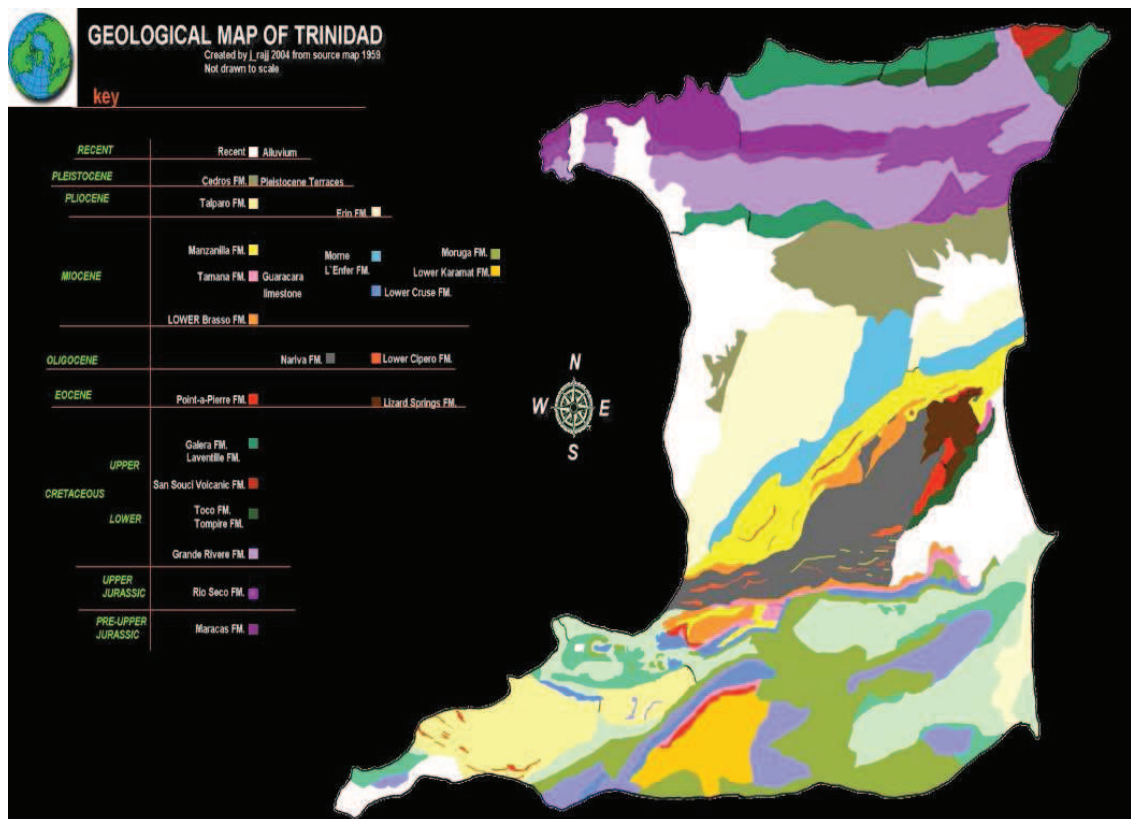 GEOLOGICAL MAP OF TRINIDAD
Created by j_rajj 2004 from source map 1959
Not drawn to scale
key
RECENT
Recent
Alluvium
PLEISTOCENE
Cedros FM.
Pleistocene Terraces
PLIOCENE
Talparo FM.
Erin FM.
MIOCENE
Manzanilla FM.
Morne
L`Enfer FM.
Moruga FM.
Tamana FM.
Guaracara
limestone
Lower Karamat FM.
Lower Cruse FM.
LOWER Brasso FM.
OLIGOCENE
Nariva FM.
Lower Cipero FM.
EOCENE
Point-a-Pierre FM.
Lizard Springs FM.
CRETACEOUS
UPPER
Galera FM.
Laventille FM.
San Souci Volcanic FM.
LOWER
Toco FM.
Tompire FM.
Grande Rivere FM.
UPPER
JURASSIC
Rio Seco FM.
PRE-UPPER
JURASSIC
Maracas FM.
N
W
E
S